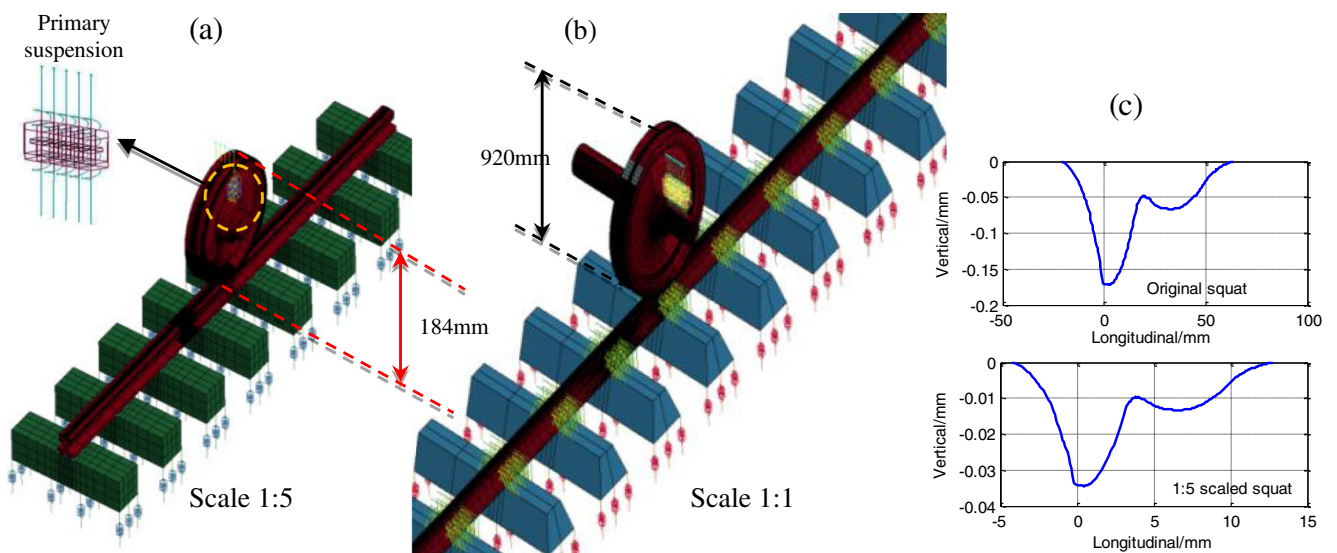 Primary
suspension
(a)
184mm
Scale 1:5
(b)
920mm
Scale 1:1
(c)
0
-0.05
-0.1
-0.15
-0.2
Vertical/mm
Original squat
-50 0 50 100
Longitudinal/mm
0
-0.01
-0.02
-0.03
-0.04
Vertical/mm
1:5 scaled squat
-5 0 5 10 15
Longitudinal/mm